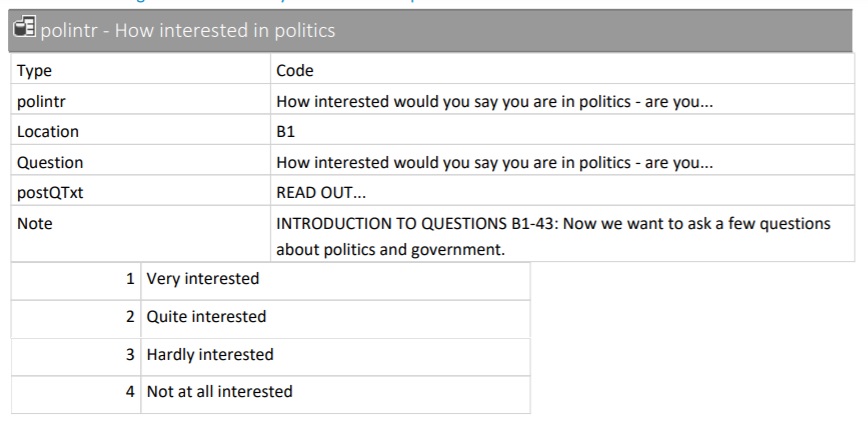 polintr - How interested in politics
Type Code
polintr How interested would you say you are in politics - are you...
Location B1
Question How interested would you say you are in politics - are you...
postQTxt READ OUT...
Note INTRODUCTION TO QUESTIONS B1-43: Now we want to ask a few questions
about politics and government.
1 Very interested
2 Quite interested
3 Hardly interested
4 Not at all interested